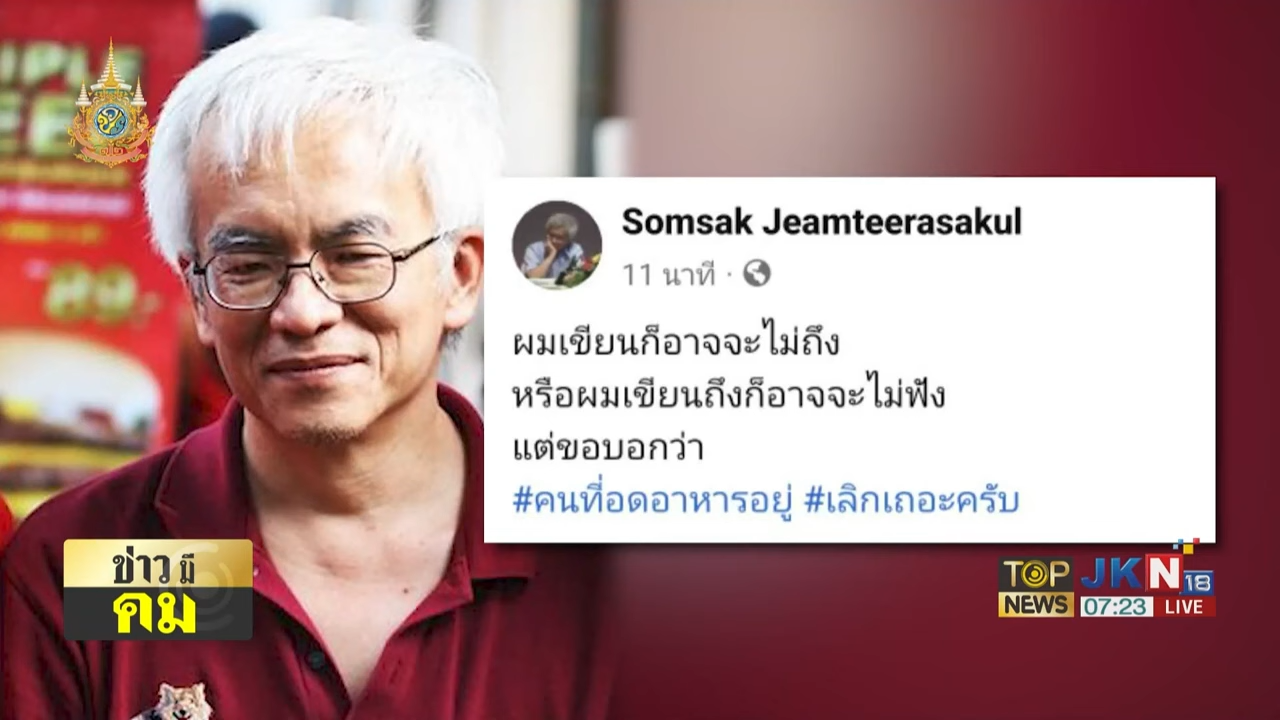 Somsak Jeamteerasakul
11 นาที ·
ผมเขียนก็อาจจะไม่ถึง
หรือผมเขียนถึงก็อาจจะไม่ฟัง
แต่ขอบอกว่า
#คนที่อดอาหารอยู่ #เลิกเถอะครับ
89.-
ข่าวมี
คม
TOP
NEWS
JKN 18
07:23 LIVE